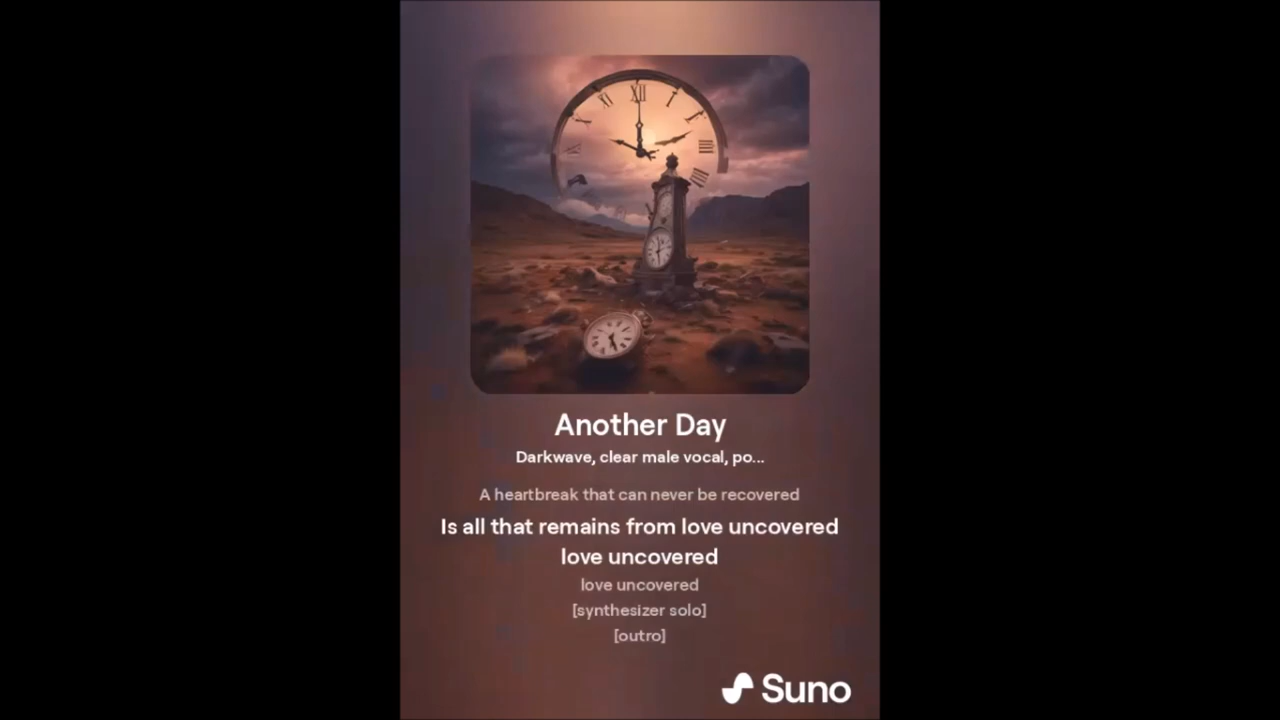 XII
Another Day
Darkwave, clear male vocal, po...
A heartbreak that can never be recovered
Is all that remains from love uncovered
love uncovered
love uncovered
[synthesizer solo]
[outro]
Suno